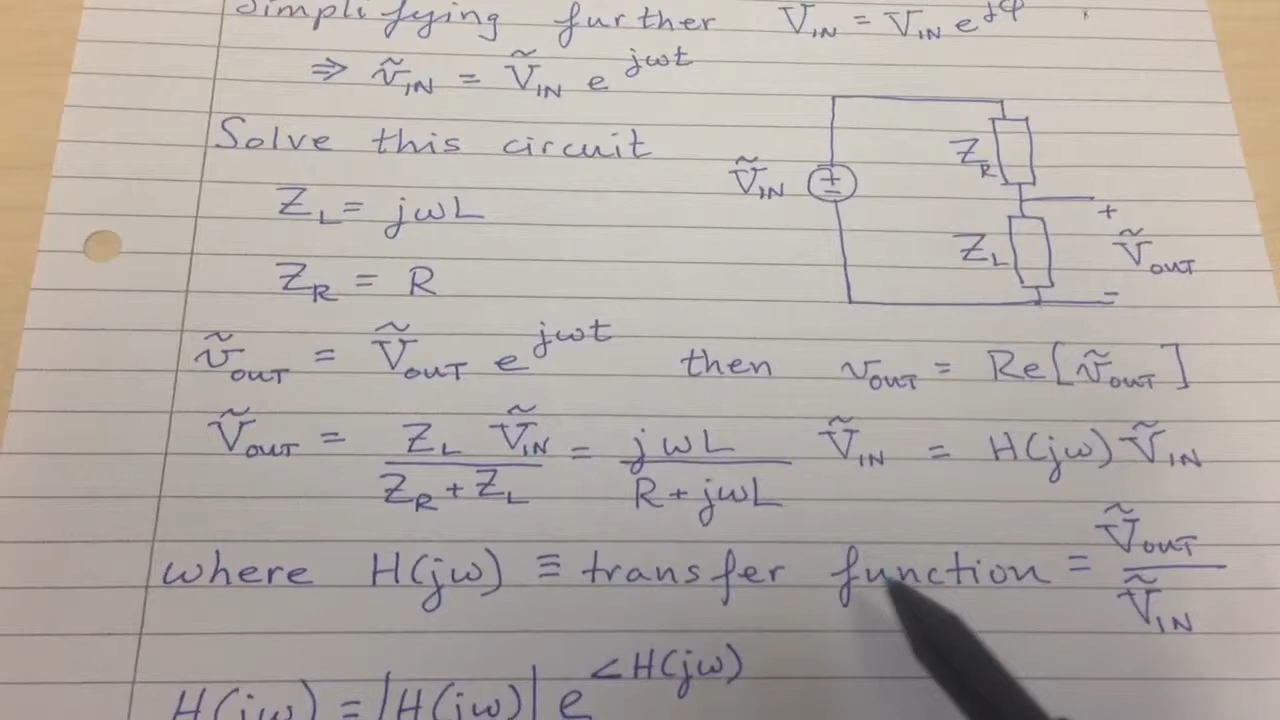 Simplifying further V_IN = V_IN e^jφ
⇒ ṽ_IN = Ṽ_IN e^jωt
Solve this circuit
Z_L = jωL
Z_R = R
Ṽ_IN
+
-
Z_R
Z_L
+
Ṽ_OUT
-
ṽ_OUT = Ṽ_OUT e^jωt then v_OUT = Re[ṽ_OUT]
Ṽ_OUT = Z_L Ṽ_IN / (Z_R + Z_L) = jωL / (R + jωL) Ṽ_IN = H(jω) Ṽ_IN
where H(jω) ≡ transfer function = Ṽ_OUT / Ṽ_IN
H(jω) = |H(jω)| e^∠H(jω)